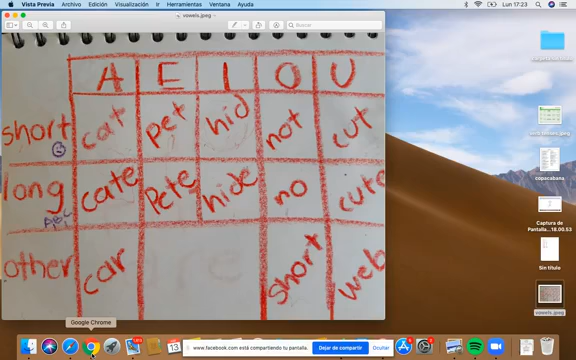 Vista Previa Archivo Edición Visualización Ir Herramientas Ventana Ayuda
Lun 17:23
vowels.jpeg
Buscar
A E I O U
short cat pet hid not cut
long cate Pete hide no cute
other car short web
copacabana
Captura de
Pantalla...18.00.53
Sin título
vowels.jpeg
Google Chrome
www.facebook.com está compartiendo tu pantalla. Dejar de compartir Ocultar